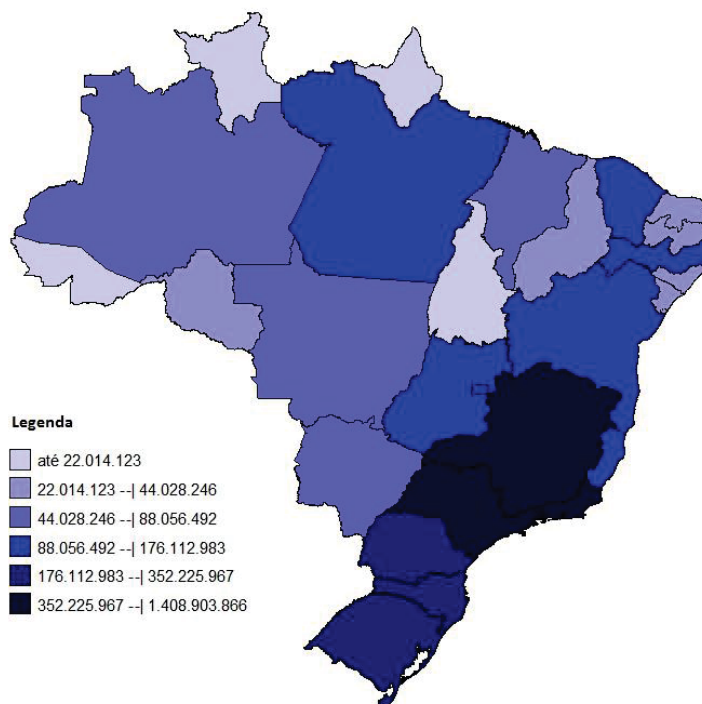 Legenda
até 22.014.123
22.014.123 --| 44.028.246
44.028.246 --| 88.056.492
88.056.492 --| 176.112.983
176.112.983 --| 352.225.967
352.225.967 --| 1.408.903.866